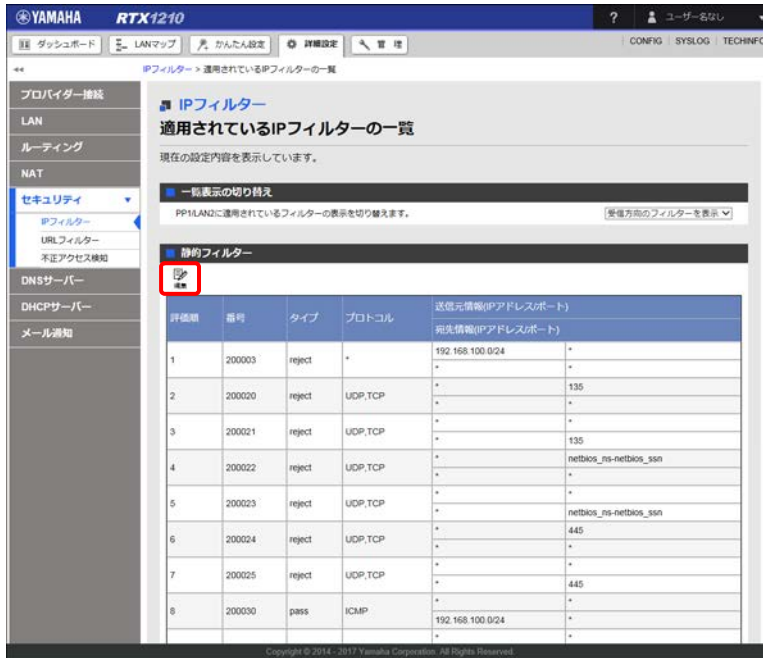 YAMAHA RTX1210 ? ユーザー名なし
ダッシュボード LANマップ かんたん設定 詳細設定 管理 CONFIG SYSLOG TECHINFO
IPフィルター > 適用されているIPフィルターの一覧
プロバイダー接続
LAN
ルーティング
NAT
セキュリティ
IPフィルター
URLフィルター
不正アクセス検知
DNSサーバー
DHCPサーバー
メール通知
IPフィルター
適用されているIPフィルターの一覧
現在の設定内容を表示しています。
一覧表示の切り替え
PP1/LAN2に適用されているフィルターの表示を切り替えます。 受信方向のフィルターを表示
静的フィルター
編集
評価順 番号 タイプ プロトコル 送信元情報(IPアドレス/ポート)
宛先情報(IPアドレス/ポート)
1 200003 reject * 192.168.100.0/24 *
* *
2 200020 reject UDP,TCP * 135
* *
3 200021 reject UDP,TCP * *
* 135
4 200022 reject UDP,TCP * netbios_ns-netbios_ssn
* *
5 200023 reject UDP,TCP * *
* netbios_ns-netbios_ssn
6 200024 reject UDP,TCP * 445
* *
7 200025 reject UDP,TCP * *
* 445
8 200030 pass ICMP * *
192.168.100.0/24 *
* *
Copyright © 2014 - 2017 Yamaha Corporation. All Rights Reserved.